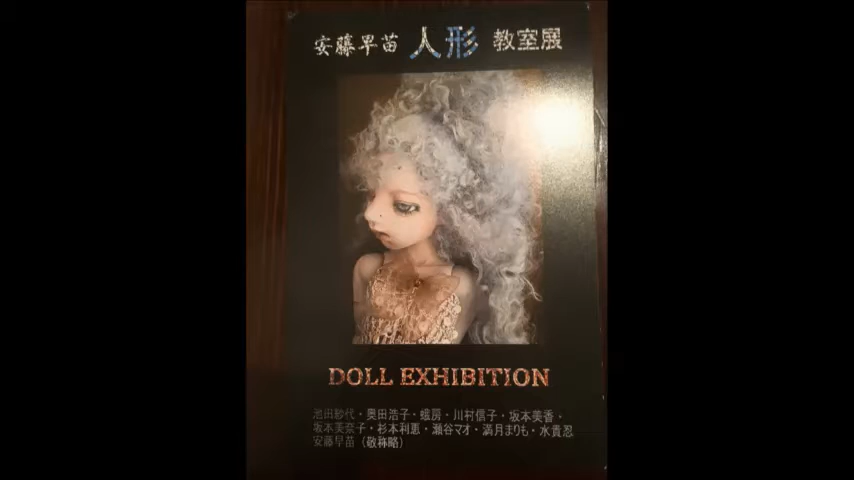 安藤早苗 人形 教室展
DOLL EXHIBITION
池田紗代・奥田浩子・蛾房・川村信子・坂本美香・
坂本美奈子・杉本利恵・瀬谷マオ・満月まりも・水貴忍
安藤早苗（敬称略）